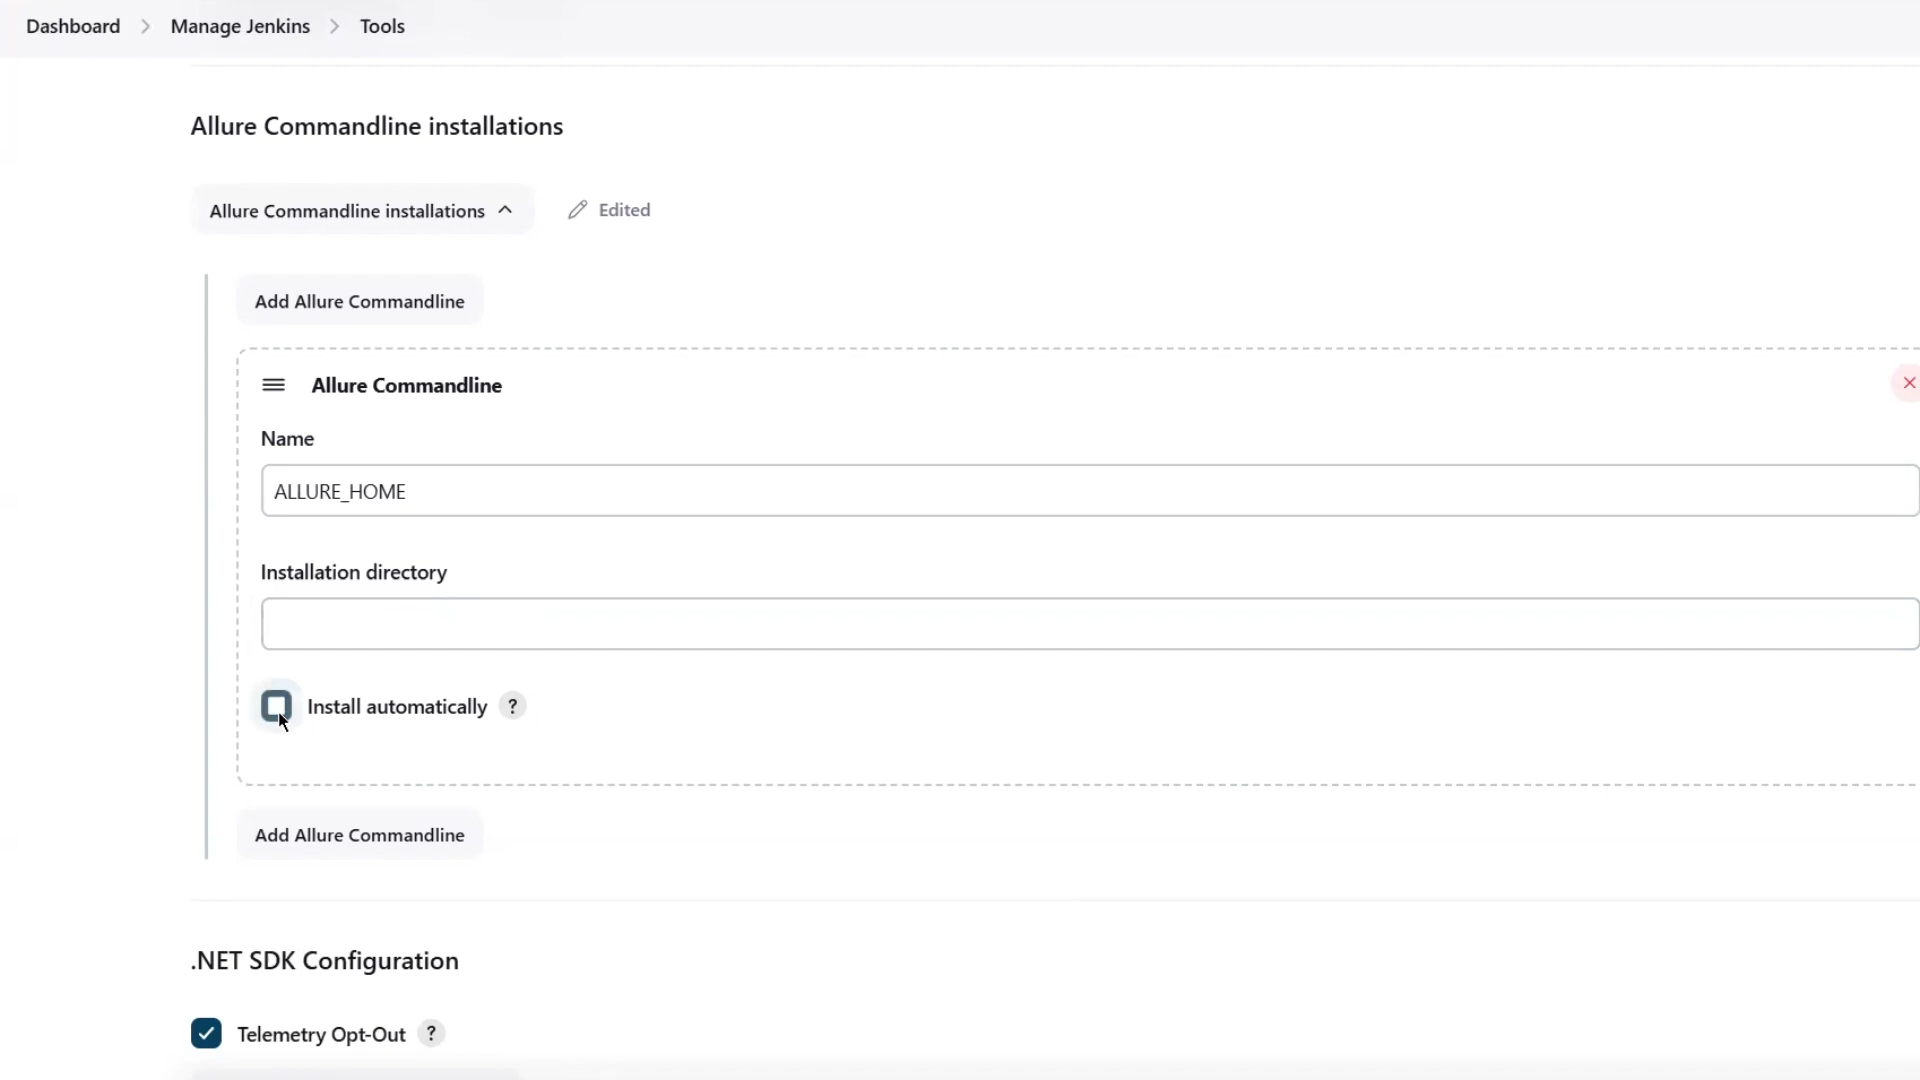 Dashboard > Manage Jenkins > Tools
Allure Commandline installations
Allure Commandline installations Edited
Add Allure Commandline
Allure Commandline
Name
ALLURE_HOME
Installation directory
Install automatically ?
Add Allure Commandline
.NET SDK Configuration
Telemetry Opt-Out ?